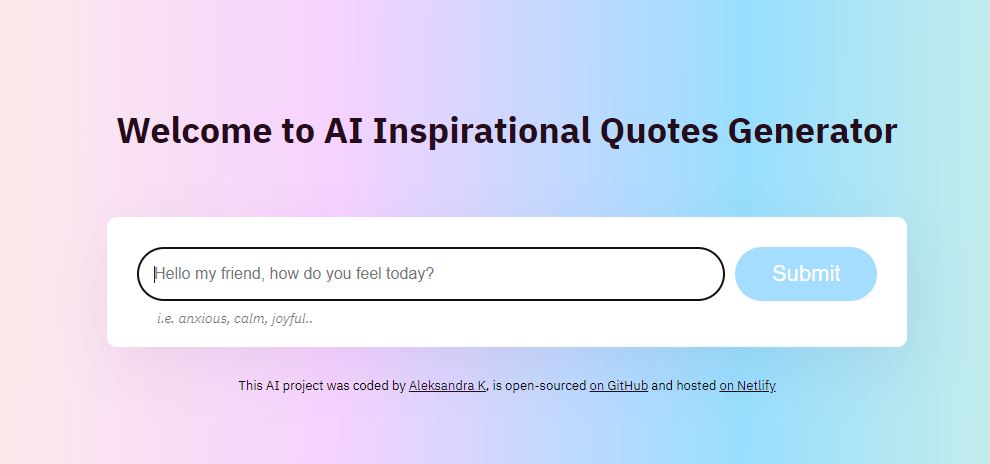 Welcome to AI Inspirational Quotes Generator
Hello my friend, how do you feel today?
Submit
i.e. anxious, calm, joyful..
This AI project was coded by Aleksandra K, is open-sourced on GitHub and hosted on Netlify